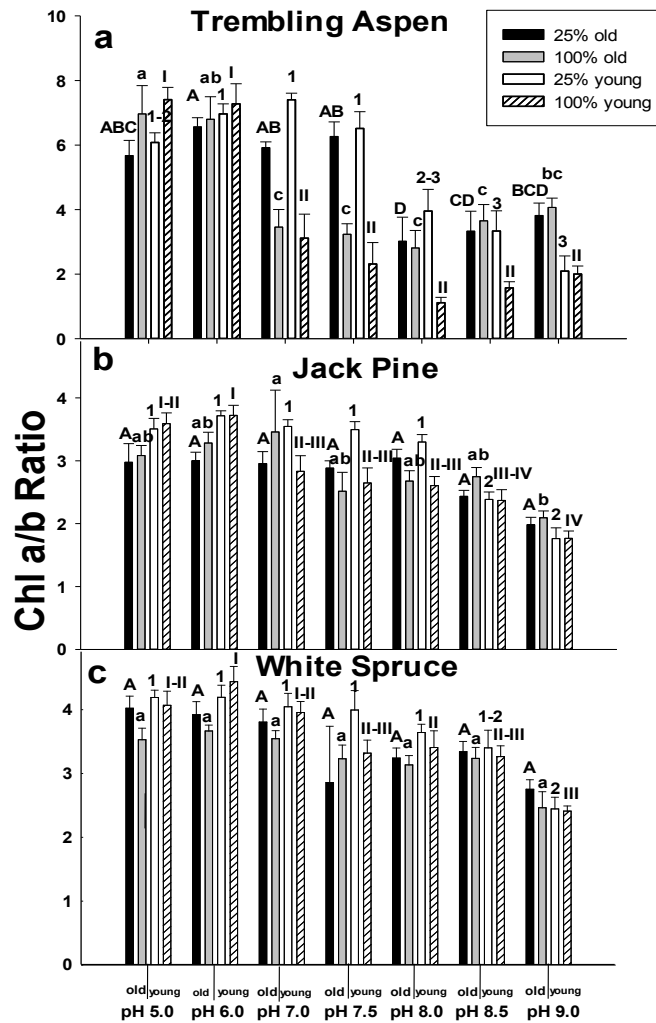 Trembling Aspen
a
25% old
100% old
25% young
100% young
10
8
6
4
2
0
ABC a 1-2 I
A ab 1 I
AB c 1 II
AB c 1 II
D c 2-3 II
CD c 3 II
BCD bc 3 II
b
Jack Pine
4
3
2
1
0
A ab 1 I-II
A ab 1 I
A a 1 II-III
A ab 1 II-III
A ab 1 II-III
A ab 2 III-IV
A b 2 IV
Chl a/b Ratio
c
White Spruce
4
3
2
1
0
A a 1 I-II
A a 1 I
A a 1 I-II
A a 1 II-III
A a 1 II
A a 1-2 II-III
A a 2 III
old young old young old young old young old young old young old young
pH 5.0 pH 6.0 pH 7.0 pH 7.5 pH 8.0 pH 8.5 pH 9.0